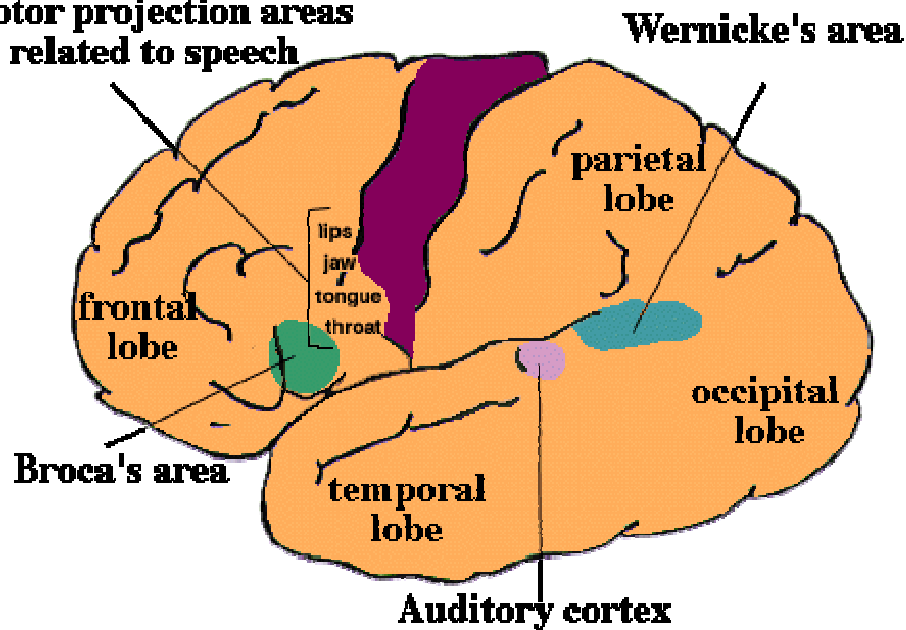 otor projection areas
related to speech
Wernicke's area
parietal
lobe
lips
jaw
tongue
throat
frontal
lobe
occipital
lobe
Broca's area
temporal
lobe
Auditory cortex